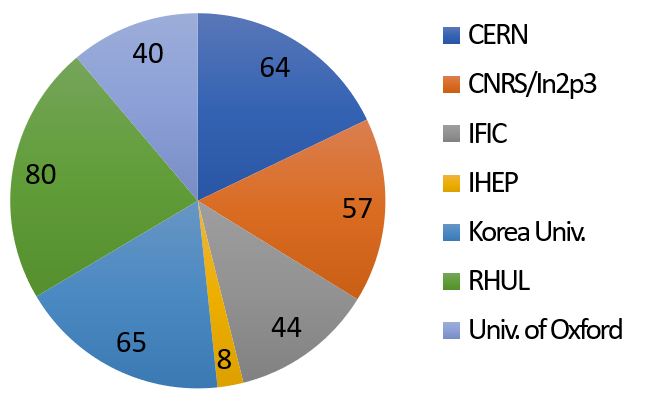 64
57
44
8
65
80
40
CERN
CNRS/In2p3
IFIC
IHEP
Korea Univ.
RHUL
Univ. of Oxford